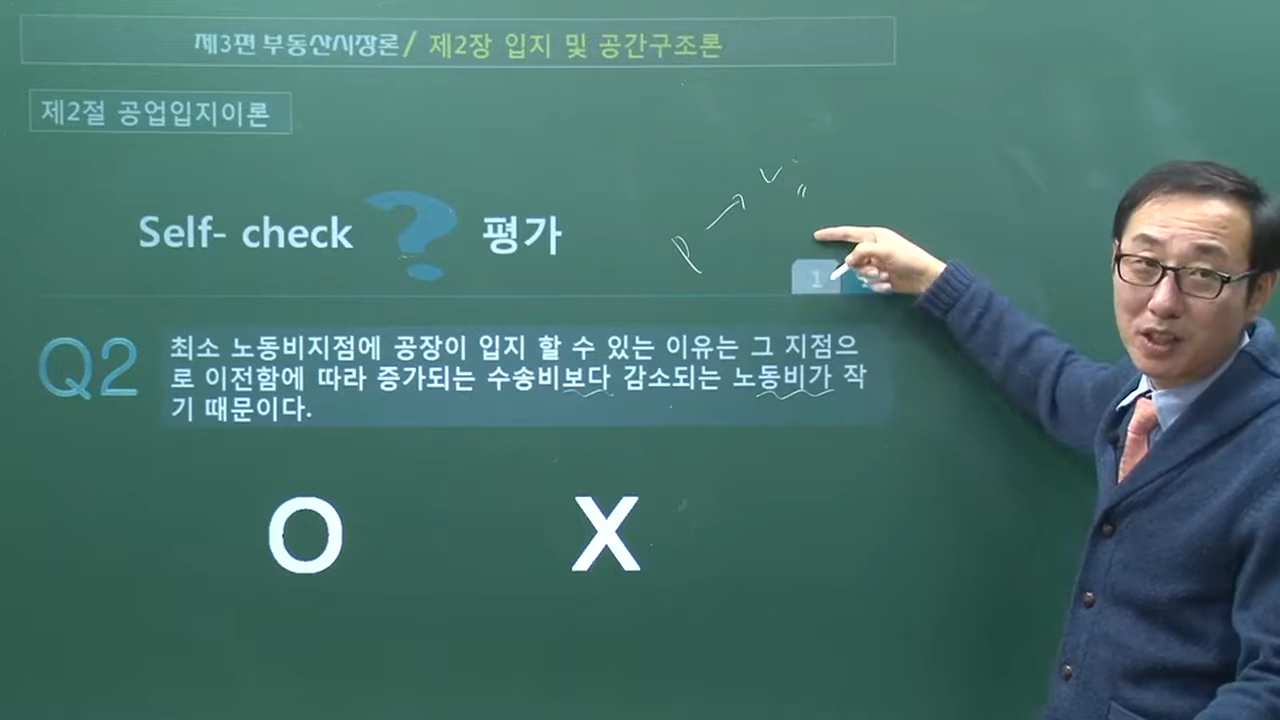 제3편 부동산시장론 / 제2장 입지 및 공간구조론
제2절 공업입지이론
Self- check ? 평가
P → V
1
Q2 최소 노동비지점에 공장이 입지 할 수 있는 이유는 그 지점으
로 이전함에 따라 증가되는 수송비보다 감소되는 노동비가 작
기 때문이다.
O X